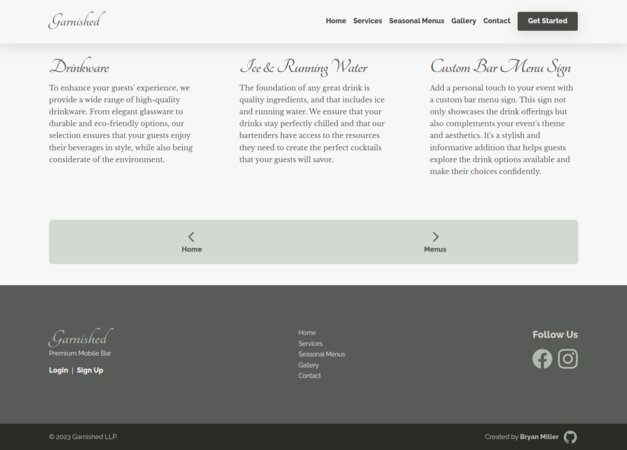 Garnished
Home Services Seasonal Menus Gallery Contact Get Started
Drinkware
To enhance your guests' experience, we
provide a wide range of high-quality
drinkware. From elegant glassware to
durable and eco-friendly options, our
selection ensures that your guests enjoy
their beverages in style, while also being
considerate of the environment.
Ice & Running Water
The foundation of any great drink is
quality ingredients, and that includes ice
and running water. We ensure that your
drinks stay perfectly chilled and that our
bartenders have access to the resources
they need to create the perfect cocktails
that your guests will savor.
Custom Bar Menu Sign
Add a personal touch to your event with
a custom bar menu sign. This sign not
only showcases the drink offerings but
also complements your event's theme
and aesthetics. It's a stylish and
informative addition that helps guests
explore the drink options available and
make their choices confidently.
Home
Menus
Garnished
Premium Mobile Bar
Login | Sign Up
Home
Services
Seasonal Menus
Gallery
Contact
Follow Us
© 2023 Garnished LLP
Created by Bryan Miller